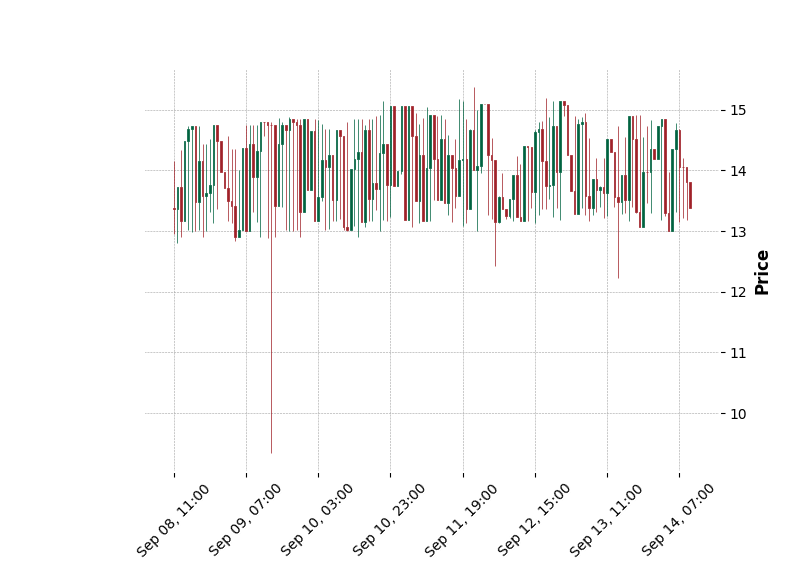 15
14
13
12
11
10
Price
Sep 08, 11:00
Sep 09, 07:00
Sep 10, 03:00
Sep 10, 23:00
Sep 11, 19:00
Sep 12, 15:00
Sep 13, 11:00
Sep 14, 07:00